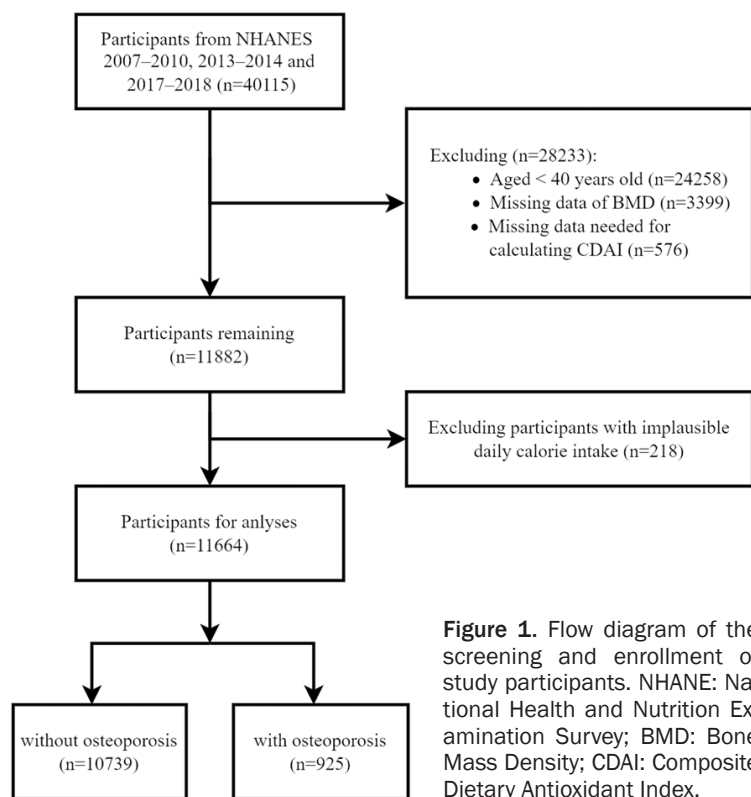 Participants from NHANES
2007–2010, 2013–2014 and
2017–2018 (n=40115)
Excluding (n=28233):
• Aged < 40 years old (n=24258)
• Missing data of BMD (n=3399)
• Missing data needed for
calculating CDAI (n=576)
Participants remaining
(n=11882)
Excluding participants with implausible
daily calorie intake (n=218)
Participants for anlyses
(n=11664)
without osteoporosis
(n=10739)
with osteoporosis
(n=925)
Figure 1. Flow diagram of the
screening and enrollment o
study participants. NHANE: Na-
tional Health and Nutrition Ex
amination Survey; BMD: Bone
Mass Density; CDAI: Composite
Dietary Antioxidant Index.